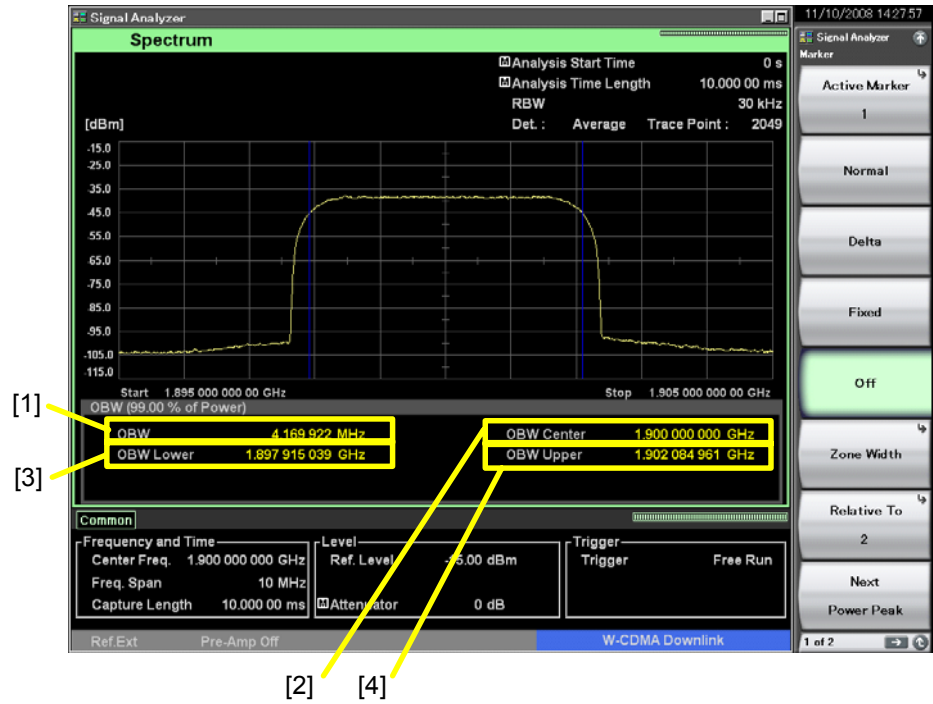 11/10/2008 14:27:57
Signal Analyzer
Spectrum
M Analysis Start Time 0 s
M Analysis Time Length 10.000 00 ms
RBW 30 kHz
[dBm] Det. : Average Trace Point : 2049
-15.0
-25.0
-35.0
-45.0
-55.0
-65.0
-75.0
-85.0
-95.0
-105.0
-115.0
Start 1.895 000 000 00 GHz Stop 1.905 000 000 00 GHz
OBW (99.00 % of Power)
[1]
OBW 4.169 922 MHz OBW Center 1.900 000 000 GHz
[3]
OBW Lower 1.897 915 039 GHz OBW Upper 1.902 084 961 GHz
Common
Frequency and Time Level Trigger
Center Freq. 1.900 000 000 GHz Ref. Level 5.00 dBm Trigger Free Run
Freq. Span 10 MHz
Capture Length 10.000 00 ms M Attenuator 0 dB
Ref.Ext Pre-Amp Off W-CDMA Downlink
[2] [4]
Signal Analyzer
Marker
Active Marker
1
Normal
Delta
Fixed
Off
Zone Width
Relative To
2
Next
Power Peak
1 of 2